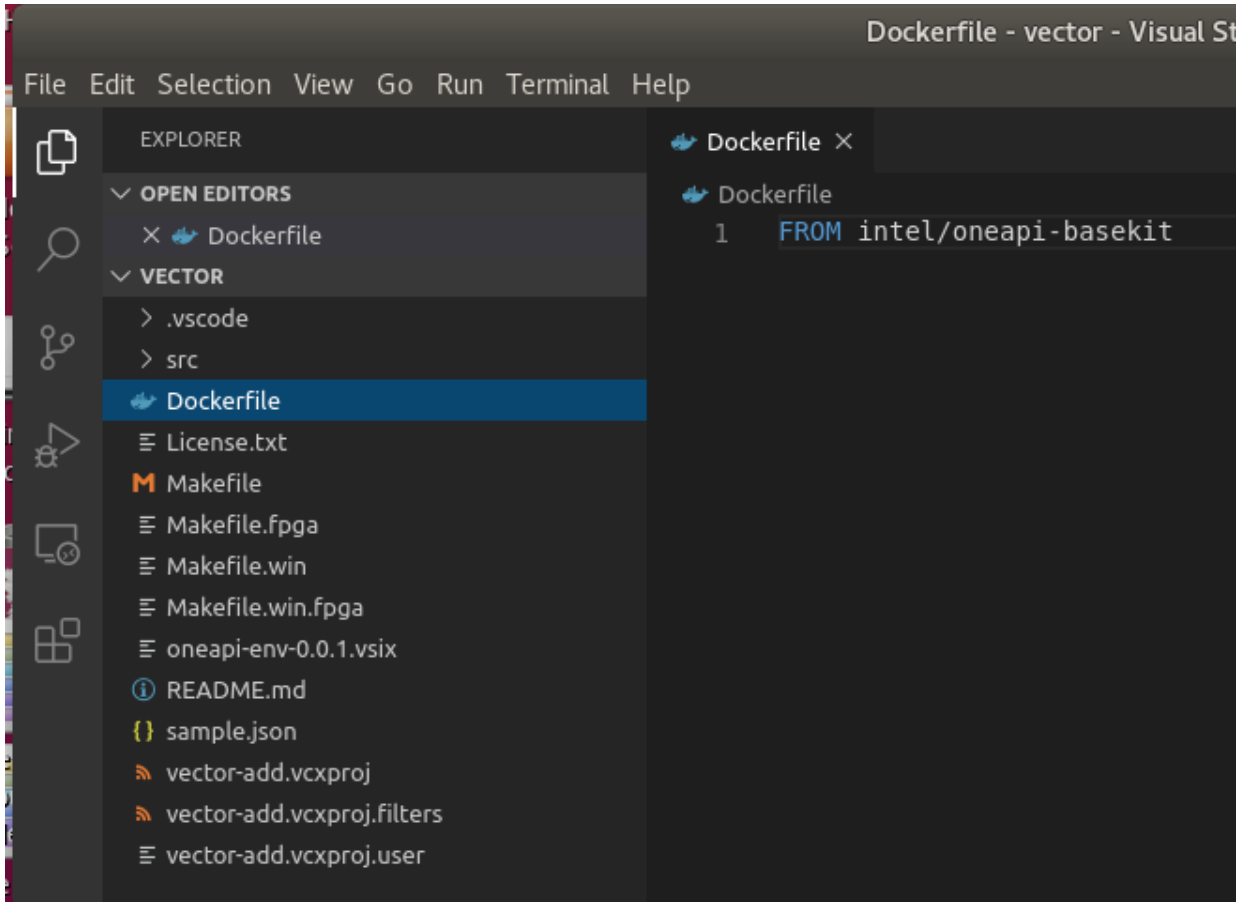 Dockerfile - vector - Visual
File Edit Selection View Go Run Terminal Help
EXPLORER
OPEN EDITORS
Dockerfile
VECTOR
.vscode
src
Dockerfile
License.txt
Makefile
Makefile.fpga
Makefile.win
Makefile.win.fpga
oneapi-env-0.0.1.vsix
README.md
sample.json
vector-add.vcxproj
vector-add.vcxproj.filters
vector-add.vcxproj.user
Dockerfile
Dockerfile
1 FROM intel/oneapi-basekit